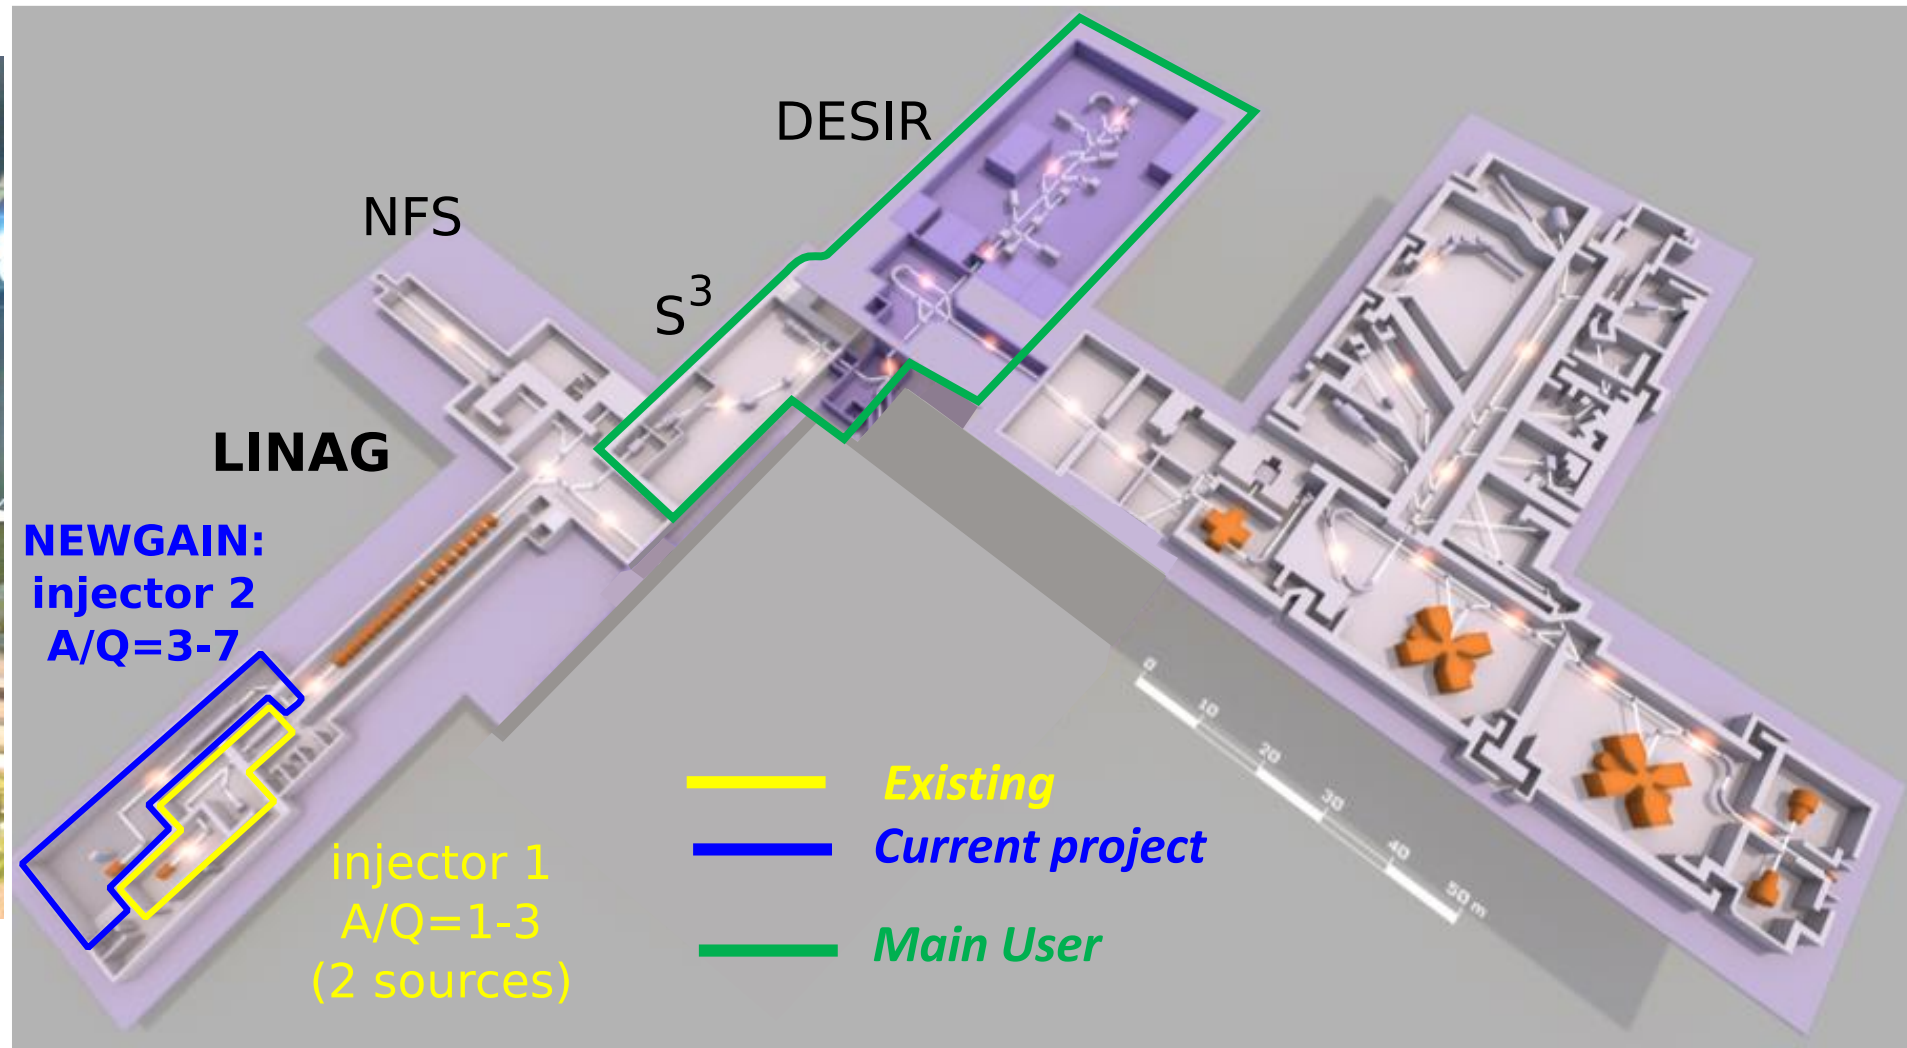 DESIR
NFS
S³
LINAG
NEWGAIN:
injector 2
A/Q=3-7
0
10
20
30
40
50 m
Existing
Current project
Main User
injector 1
A/Q=1-3
(2 sources)